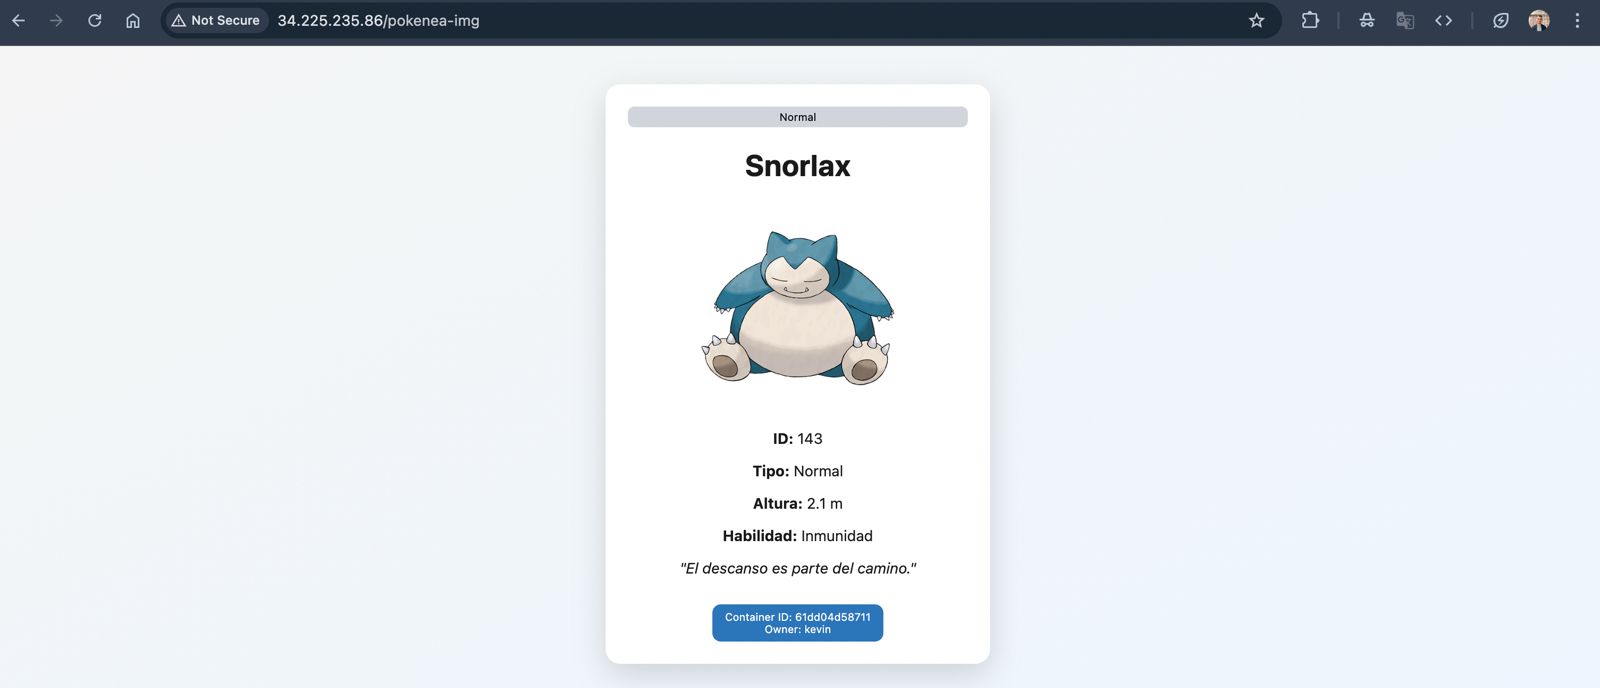 Not Secure 34.225.235.86/pokenea-img
Normal
Snorlax
ID: 143
Tipo: Normal
Altura: 2.1 m
Habilidad: Inmunidad
"El descanso es parte del camino."
Container ID: 61dd04d58711
Owner: kevin